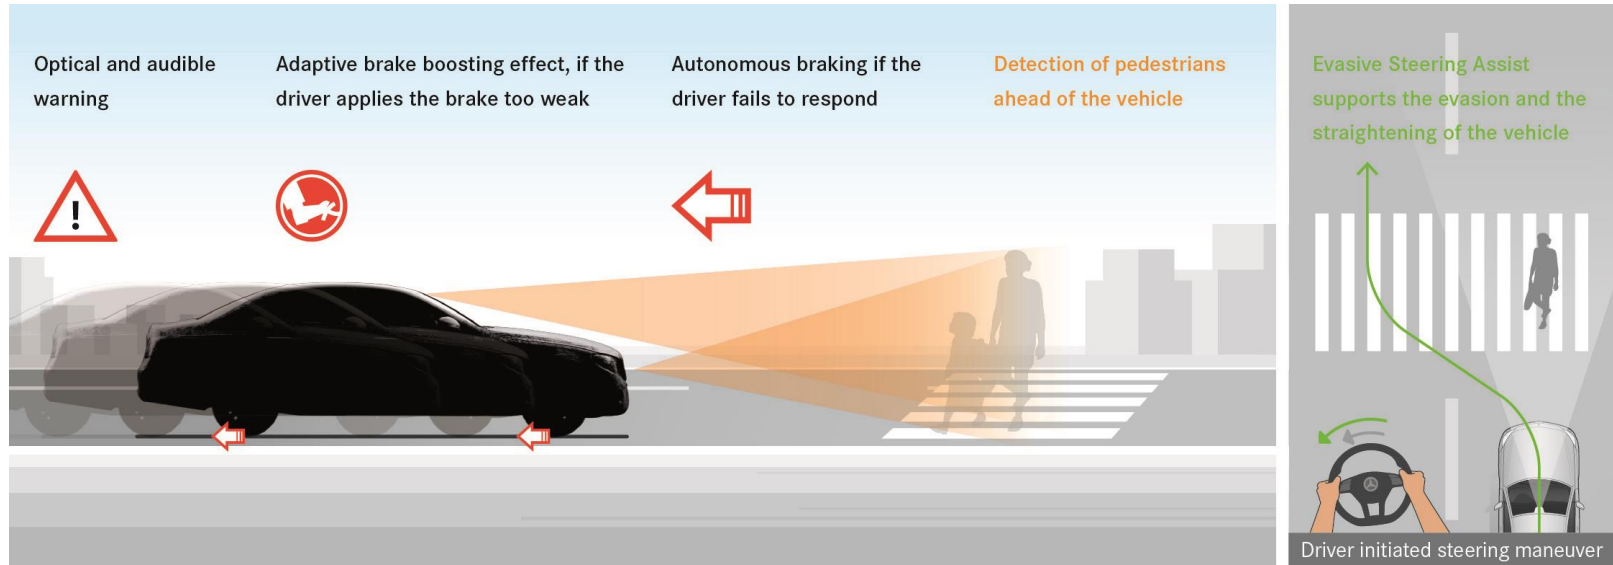 Optical and audible
warning
Adaptive brake boosting effect, if the
driver applies the brake too weak
Autonomous braking if the
driver fails to respond
Detection of pedestrians
ahead of the vehicle
Evasive Steering Assist
supports the evasion and the
straightening of the vehicle
!
Driver initiated steering maneuver